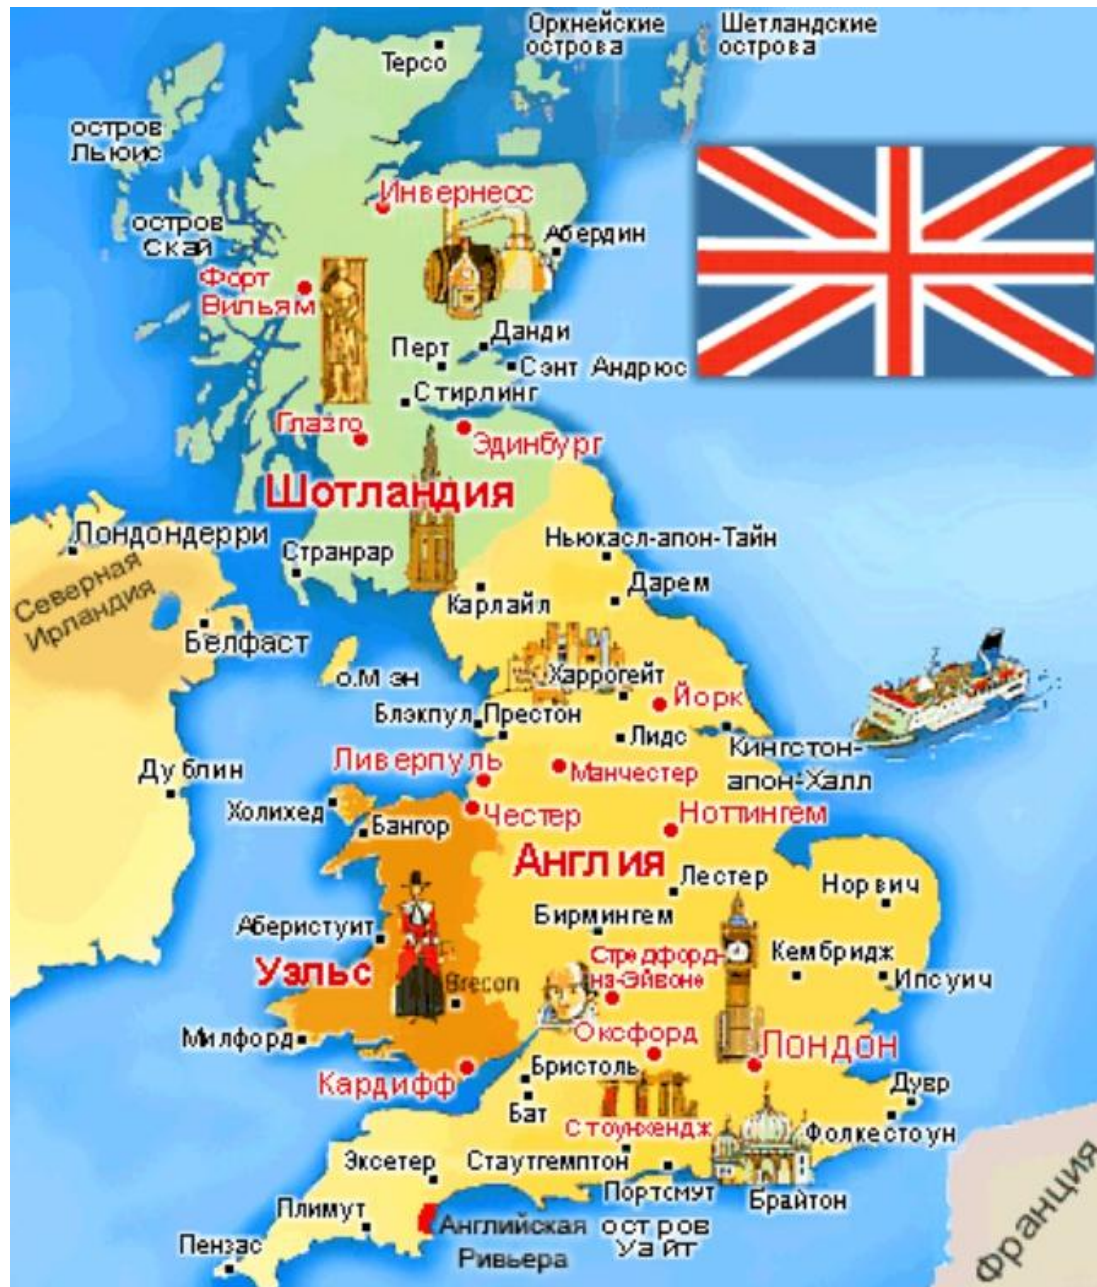 Оркнейские
острова
Шетландские
острова
Терсо
остров
Льюис
Инвернесс
остров
Скай
Абердин
Форт
Вильям
Данди
Перт
Сэнт Андрюс
Стирлинг
Глазго
Эдинбург
Шотландия
Лондондерри
Странрар
Ньюкасл-апон-Тайн
Северная
Ирландия
Дарем
Карлайл
Белфаст
о.Мэн
Харрогейт
Йорк
Блэкпул
Престон
Лидс
Кингстон-
апон-Халл
Ливерпуль
Манчестер
Дублин
Холихед
Честер
Ноттингем
Бангор
Англия
Лестер
Норвич
Бирмингем
Аберистуит
Кембридж
Стредфорд-
на-Эйвоне
Уэльс
Brecon
Ипсуич
Милфорд
Оксфорд
Лондон
Бристоль
Кардифф
Дувр
Бат
Стоунхендж
Фолкестоун
Эксетер
Стаутгемптон
Портсмут
Брайтон
Плимут
Английская
Ривьера
остров
Уайт
Пензас
Франция